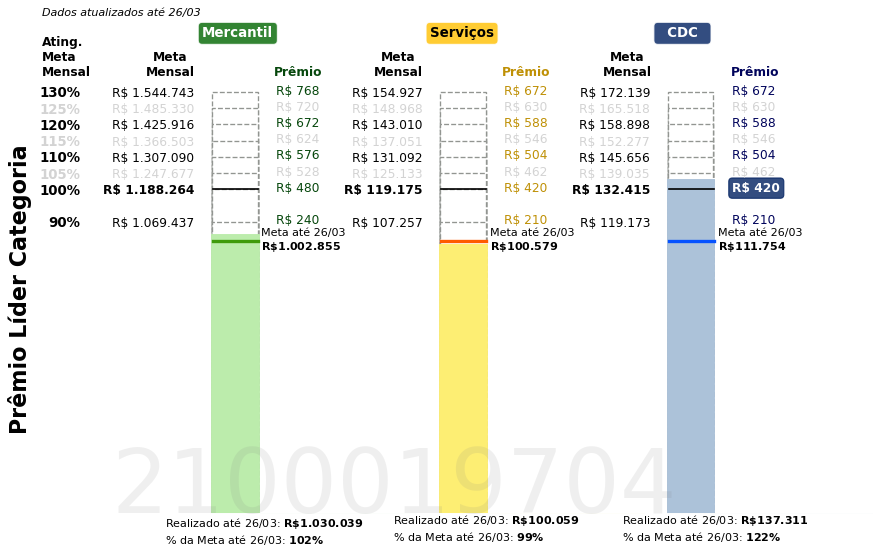 Dados atualizados até 26/03
Mercantil Serviços CDC
Ating.
Meta Meta Meta Meta
Mensal Mensal Prêmio Mensal Prêmio Mensal Prêmio
130% R$ 1.544.743 R$ 768 R$ 154.927 R$ 672 R$ 172.139 R$ 672
125% R$ 1.485.330 R$ 720 R$ 148.968 R$ 630 R$ 165.518 R$ 630
120% R$ 1.425.916 R$ 672 R$ 143.010 R$ 588 R$ 158.898 R$ 588
115% R$ 1.366.503 R$ 624 R$ 137.051 R$ 546 R$ 152.277 R$ 546
110% R$ 1.307.090 R$ 576 R$ 131.092 R$ 504 R$ 145.656 R$ 504
105% R$ 1.247.677 R$ 528 R$ 125.133 R$ 462 R$ 139.035 R$ 462
100% R$ 1.188.264 R$ 480 R$ 119.175 R$ 420 R$ 132.415 R$ 420
90% R$ 1.069.437 R$ 240 R$ 107.257 R$ 210 R$ 119.173 R$ 210
Meta até 26/03 Meta até 26/03 Meta até 26/03
R$1.002.855 R$100.579 R$111.754
Prêmio Líder Categoria
2100019704
Realizado até 26/03: R$1.030.039 Realizado até 26/03: R$100.059 Realizado até 26/03: R$137.311
% da Meta até 26/03: 102% % da Meta até 26/03: 99% % da Meta até 26/03: 122%